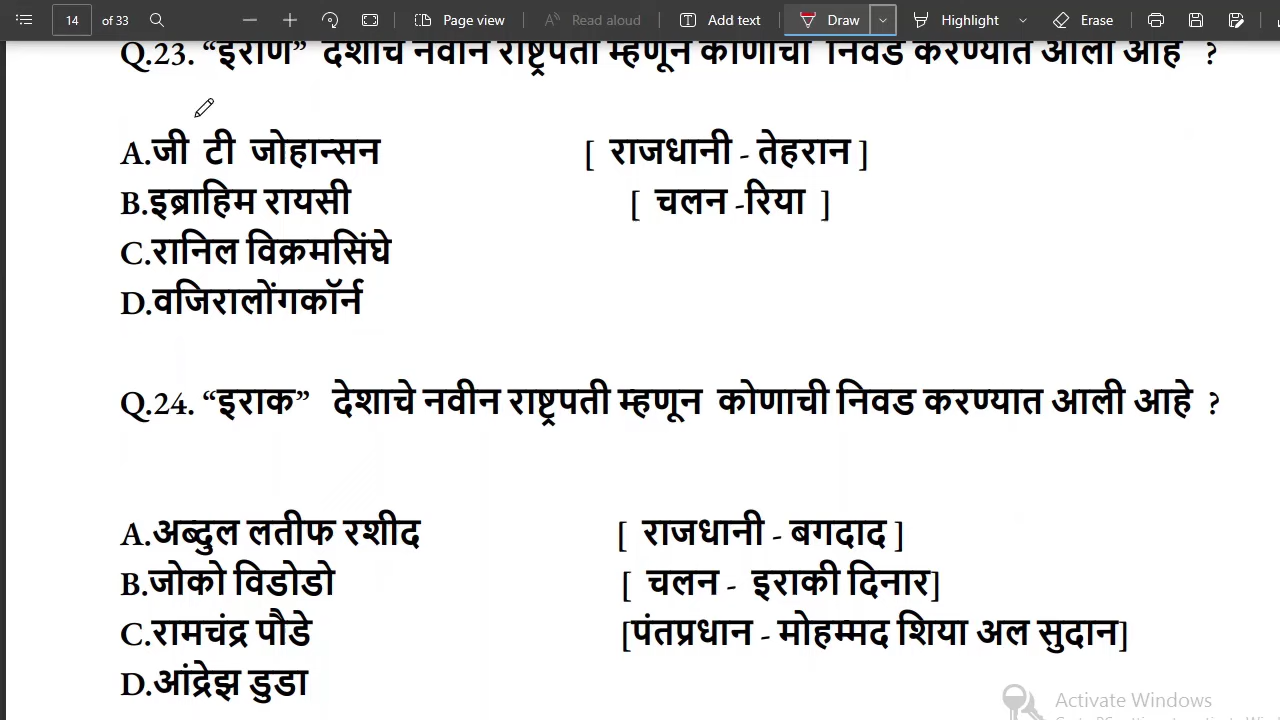 14 of 33 Page view Read aloud Add text Draw Highlight Erase
Q.23. “इराण” देशाचे नवीन राष्ट्रपती म्हणून कोणाची निवड करण्यात आली आहे ?
A.जी टी जोहान्सन [ राजधानी - तेहरान ]
B.इब्राहिम रायसी [ चलन -रिया ]
C.रानिल विक्रमसिंघे
D.वजिरालोंगकॉर्न
Q.24. “इराक” देशाचे नवीन राष्ट्रपती म्हणून कोणाची निवड करण्यात आली आहे ?
A.अब्दुल लतीफ रशीद [ राजधानी - बगदाद ]
B.जोको विडोडो [ चलन - इराकी दिनार]
C.रामचंद्र पौडे [पंतप्रधान - मोहम्मद शिया अल सुदान]
D.आंद्रेझ डुडा
Activate Windows